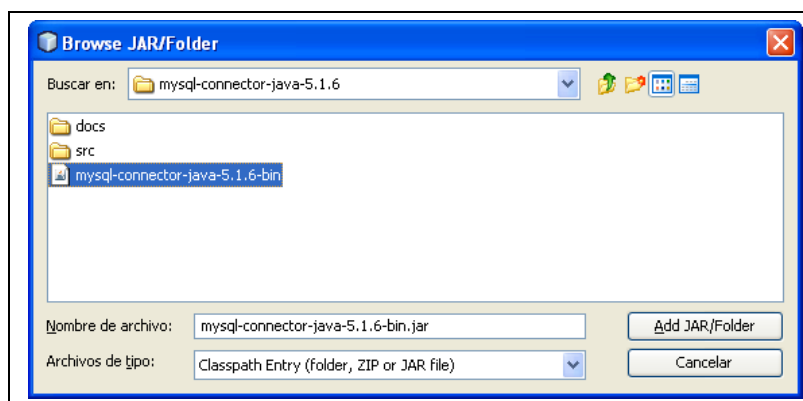 Browse JAR/Folder
Buscar en: mysql-connector-java-5.1.6
docs
src
mysql-connector-java-5.1.6-bin
Nombre de archivo: mysql-connector-java-5.1.6-bin.jar Add JAR/Folder
Archivos de tipo: Classpath Entry (folder, ZIP or JAR file) Cancelar